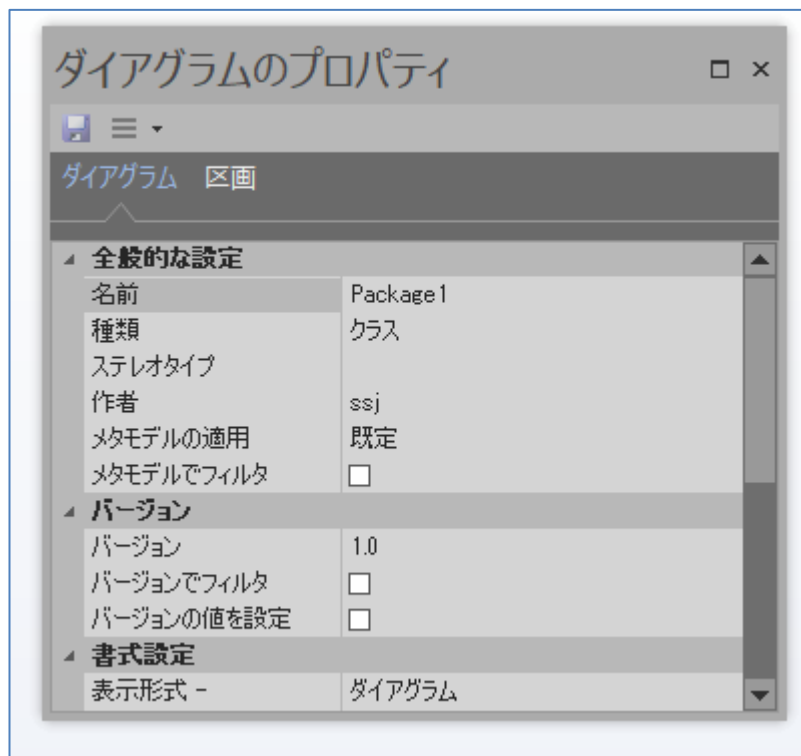 ダイアグラムのプロパティ
ダイアグラム 区画
全般的な設定
名前 Package1
種類 クラス
ステレオタイプ
作者 ssj
メタモデルの適用 既定
メタモデルでフィルタ
バージョン
バージョン 1.0
バージョンでフィルタ
バージョンの値を設定
書式設定
表示形式 - ダイアグラム